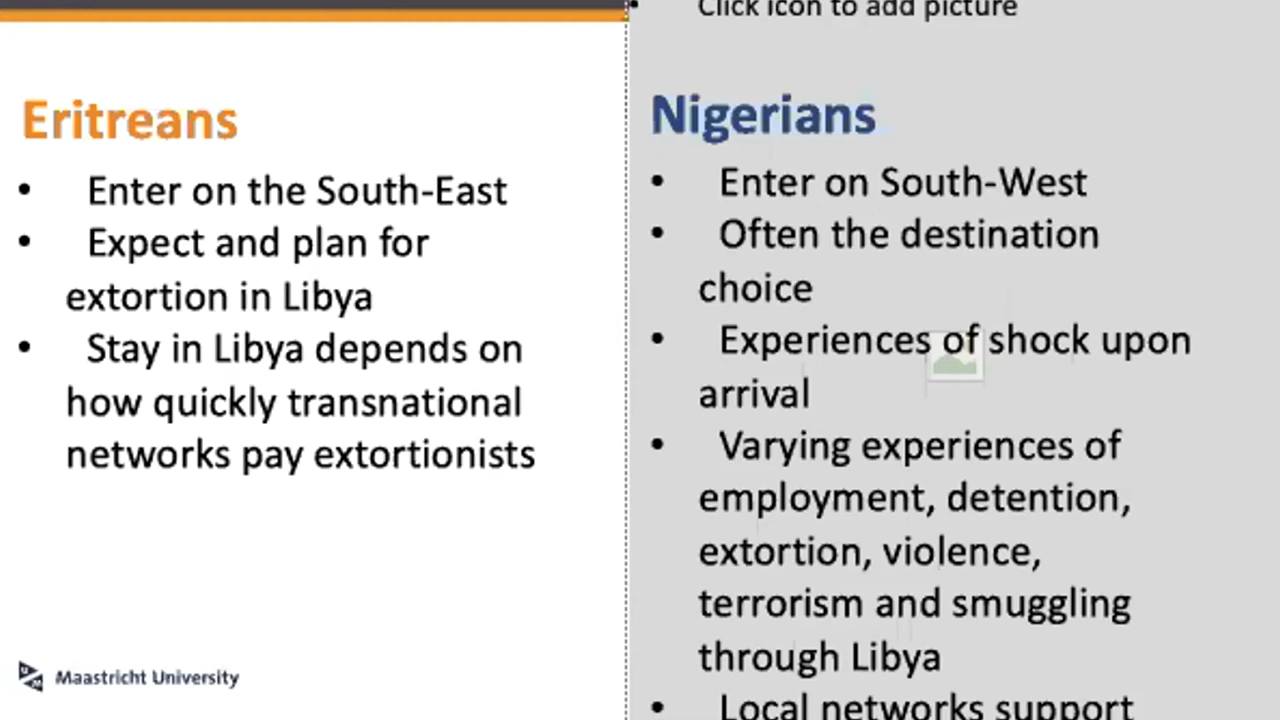 Click icon to add picture
Eritreans
• Enter on the South-East
• Expect and plan for
extortion in Libya
• Stay in Libya depends on
how quickly transnational
networks pay extortionists
Maastricht University
Nigerians
• Enter on South-West
• Often the destination
choice
• Experiences of shock upon
arrival
• Varying experiences of
employment, detention,
extortion, violence,
terrorism and smuggling
through Libya
• Local networks support